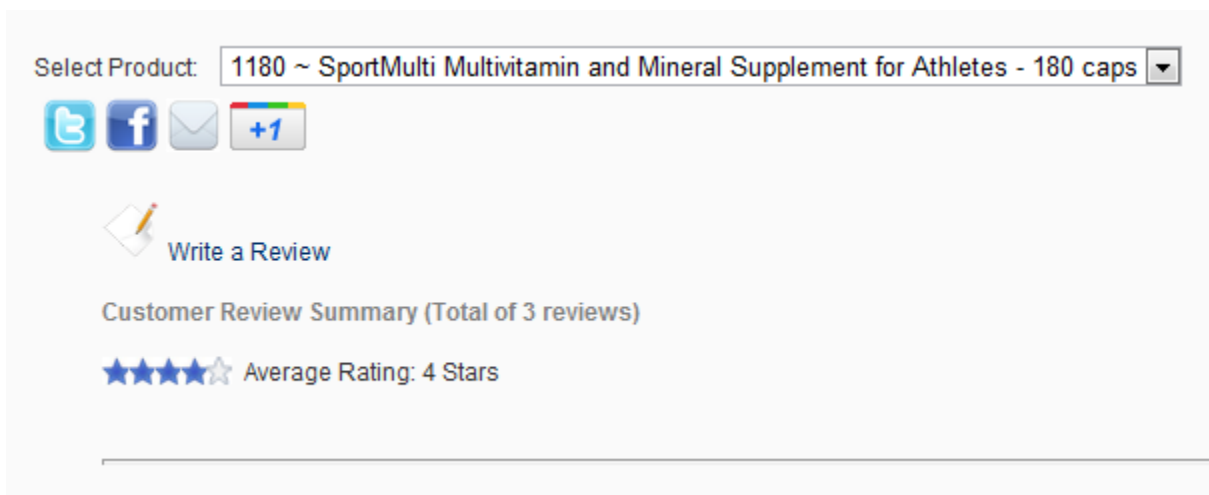 Select Product: 1180 ~ SportMulti Multivitamin and Mineral Supplement for Athletes - 180 caps
+1
Write a Review
Customer Review Summary (Total of 3 reviews)
Average Rating: 4 Stars